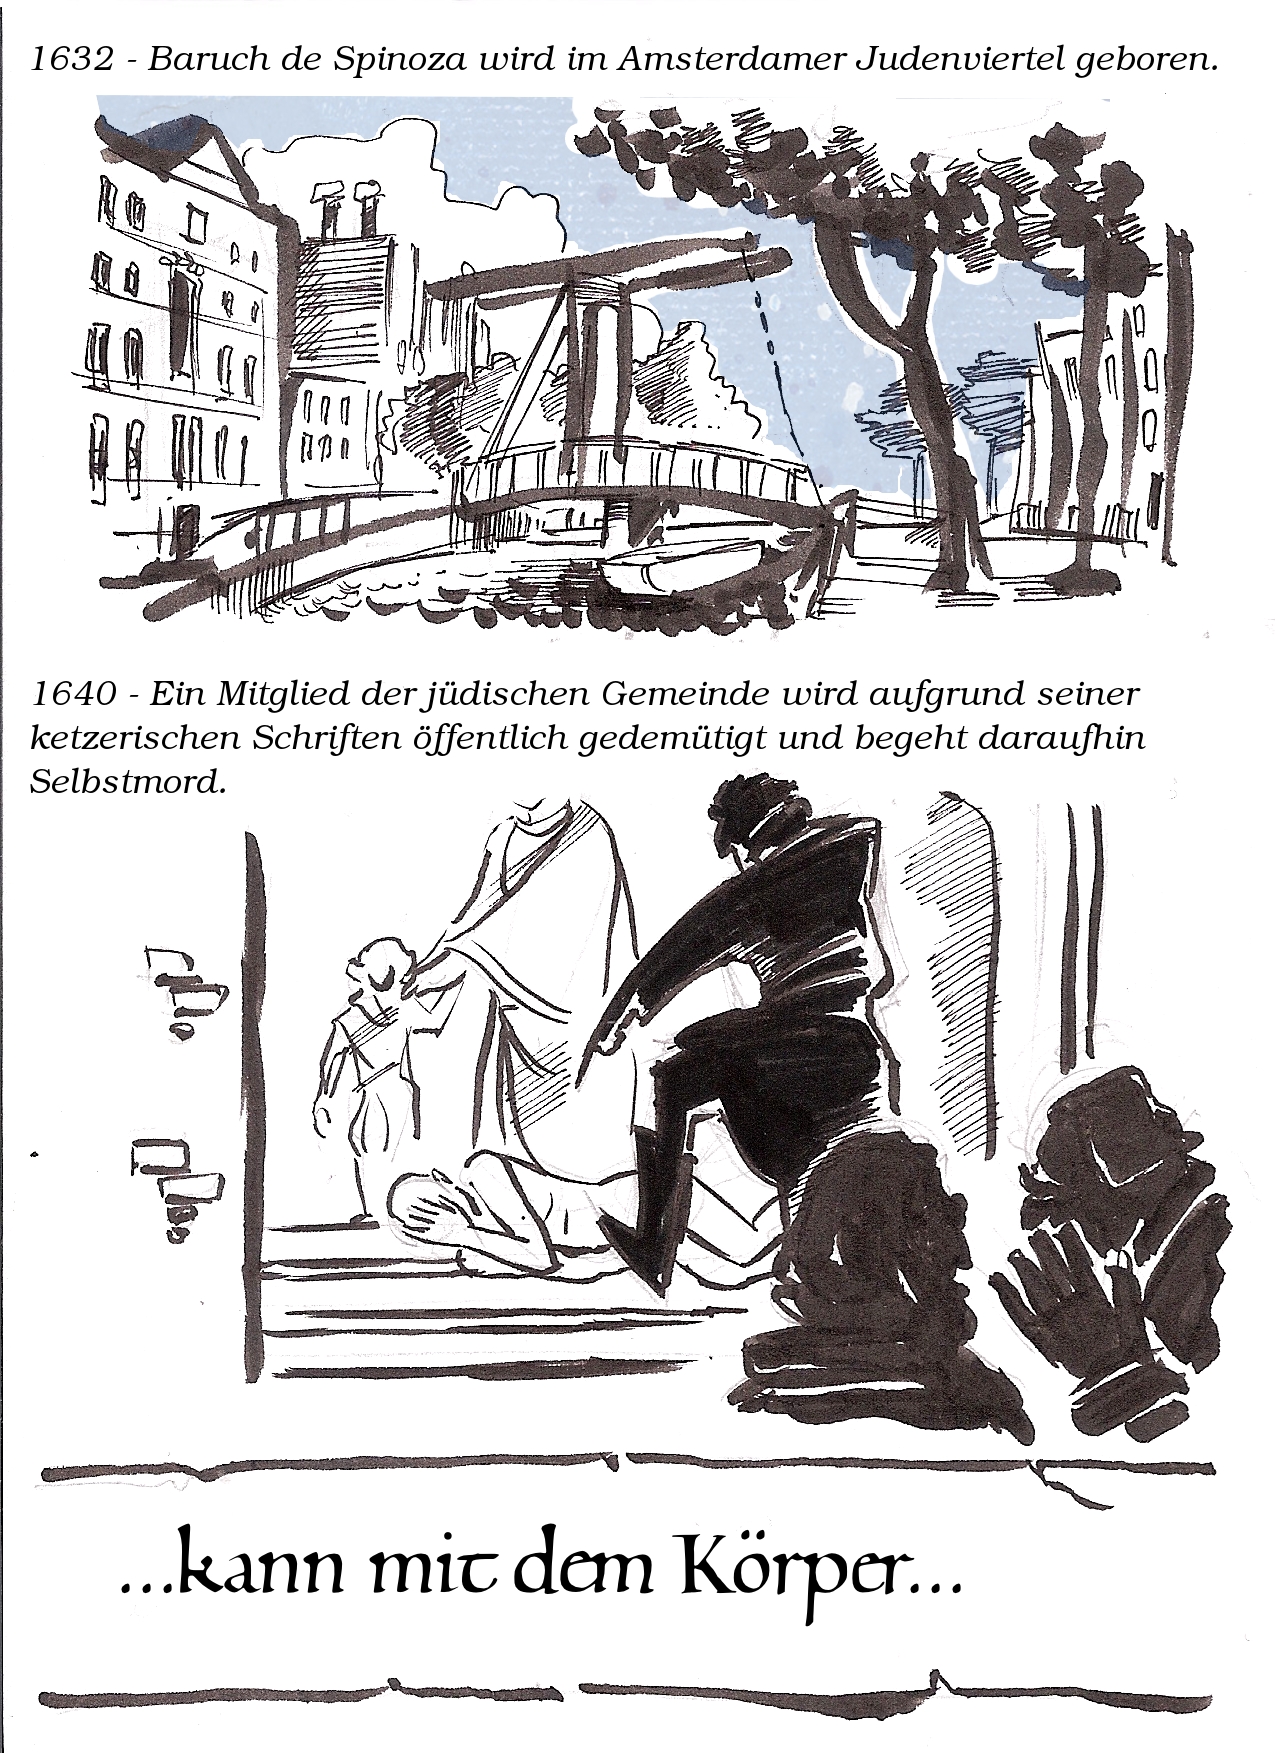 1632 - Baruch de Spinoza wird im Amsterdamer Judenviertel geboren.
1640 - Ein Mitglied der jüdischen Gemeinde wird aufgrund seiner
ketzerischen Schriften öffentlich gedemütigt und begeht daraufhin
Selbstmord.
...kann mit dem Körper...